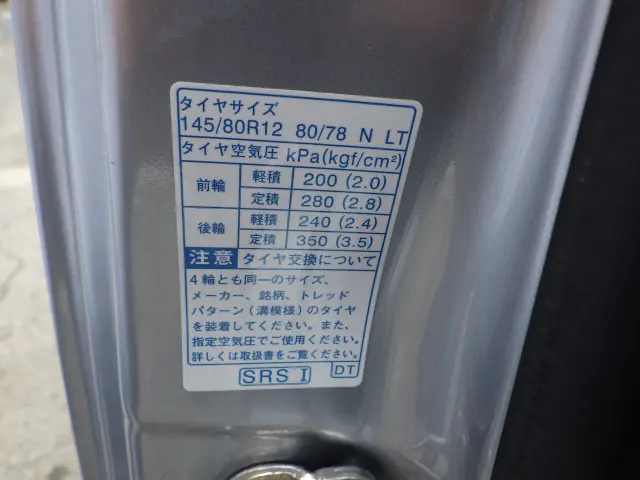 タイヤサイズ
145/80R12 80/78 N LT
タイヤ空気圧 kPa(kgf/cm²)
前輪 軽積 200 (2.0)
定積 280 (2.8)
後輪 軽積 240 (2.4)
定積 350 (3.5)
注意 タイヤ交換について
4輪とも同一のサイズ、
メーカー、銘柄、トレッド
パターン(溝模様)のタイヤ
を装着してください。また、
指定空気圧でご使用ください。
詳しくは取扱書をご覧ください。
SRS I DT